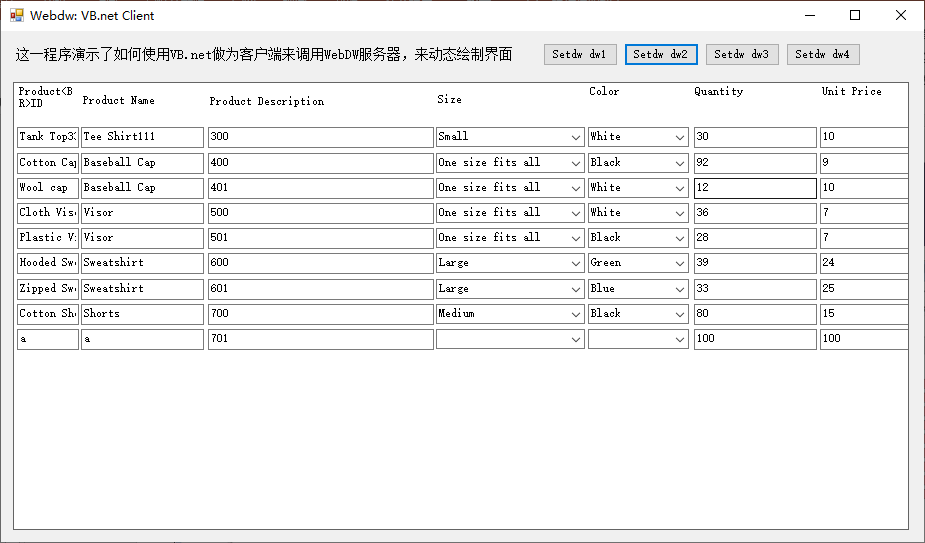 Webdw: VB.net Client
这一程序演示了如何使用VB.net做为客户端来调用WebDW服务器，来动态绘制界面 Setdw dw1 Setdw dw2 Setdw dw3 Setdw dw4
Product<B
R>ID Product Name Product Description Size Color Quantity Unit Price
Tank Top3 Tee Shirt111 300 Small White 30 10
Cotton Cap Baseball Cap 400 One size fits all Black 92 9
Wool cap Baseball Cap 401 One size fits all White 12 10
Cloth Vis Visor 500 One size fits all White 36 7
Plastic V Visor 501 One size fits all Black 28 7
Hooded Sw Sweatshirt 600 Large Green 39 24
Zipped Sw Sweatshirt 601 Large Blue 33 25
Cotton Sh Shorts 700 Medium Black 80 15
a a 701 100 100